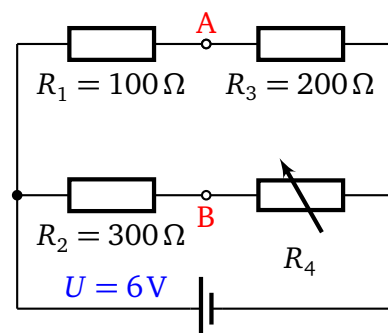 A
R₁ = 100 Ω
R₃ = 200 Ω
B
R₂ = 300 Ω
R₄
U = 6 V